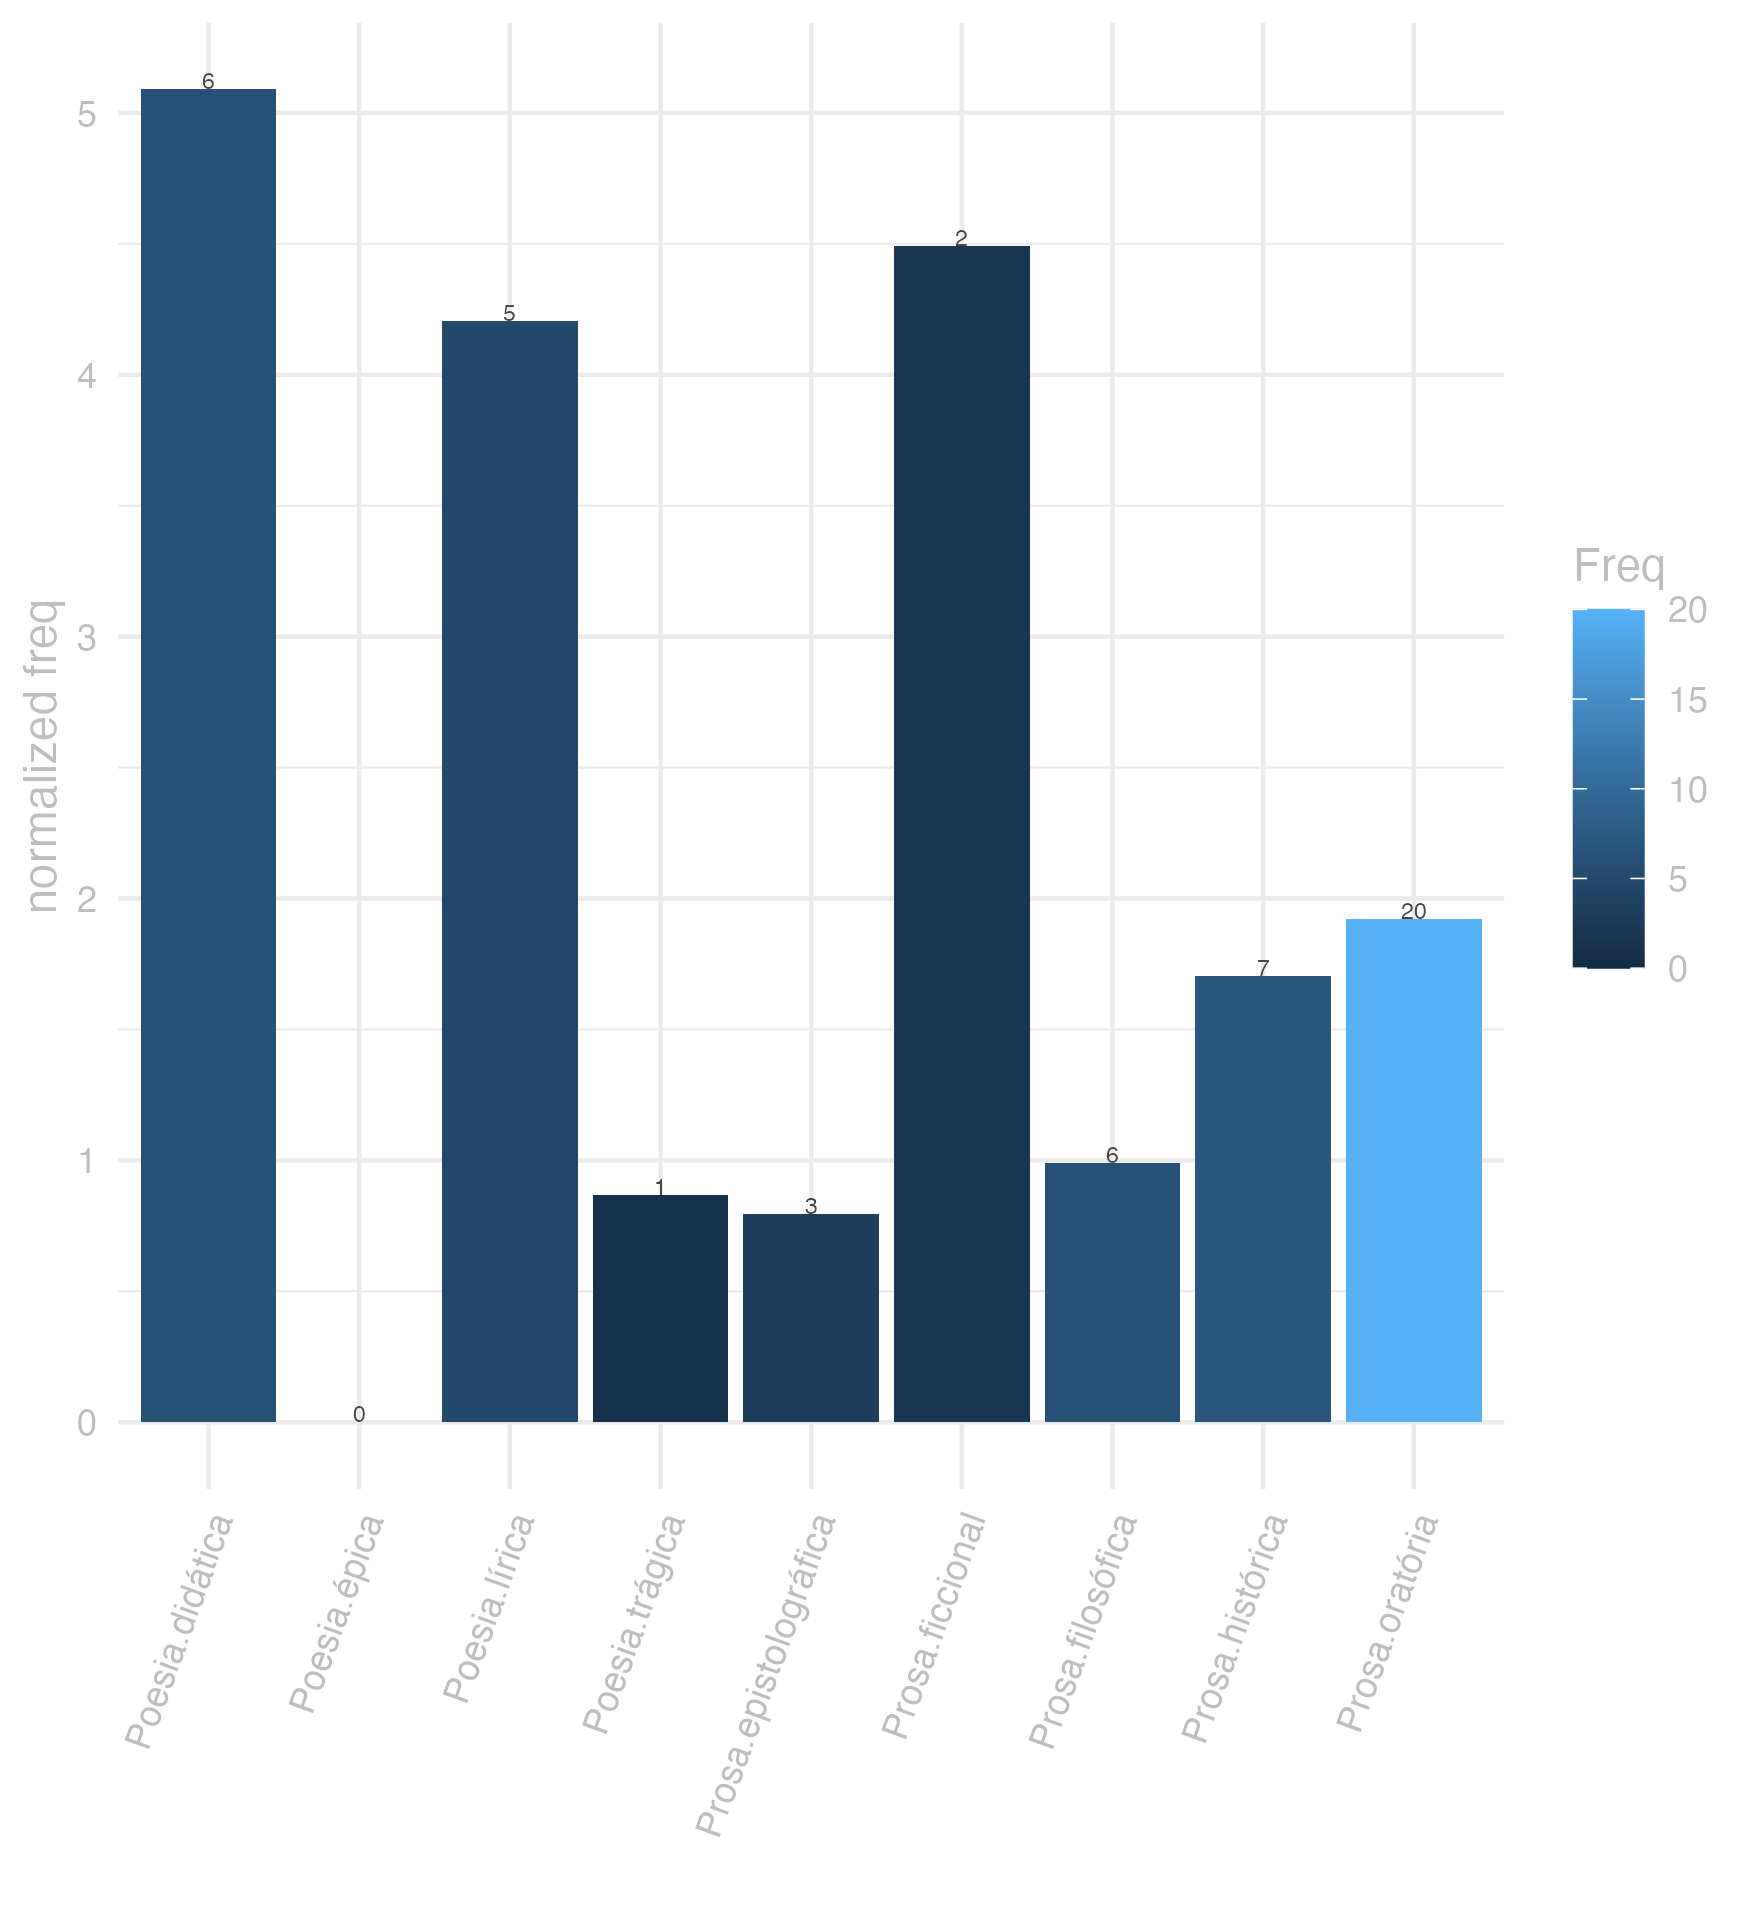 normalized freq
5
4
3
2
1
0
6
0
5
1
3
2
6
7
20
Poesia.didática
Poesia.épica
Poesia.lírica
Poesia.trágica
Prosa.epistolográfica
Prosa.ficcional
Prosa.filosófica
Prosa.histórica
Prosa.oratória
Freq
20
15
10
5
0